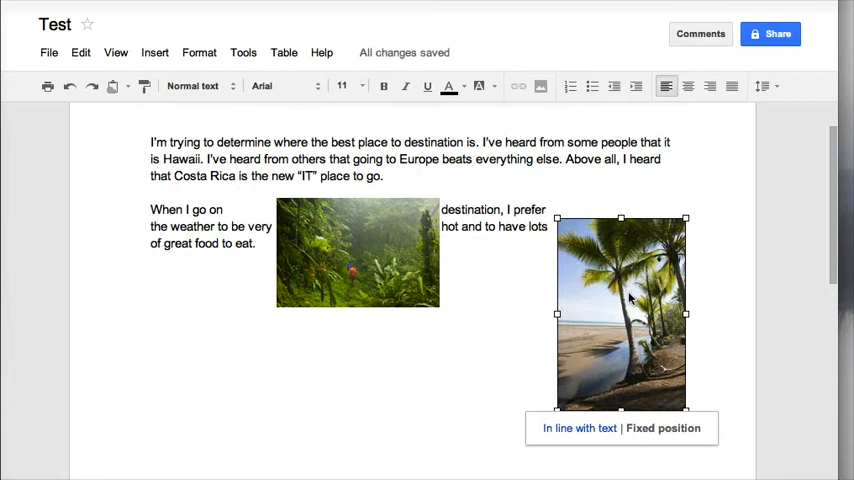 Test
Comments
Share
File Edit View Insert Format Tools Table Help All changes saved
Normal text Arial 11 B I U A A
I'm trying to determine where the best place to destination is. I've heard from some people that it
is Hawaii. I've heard from others that going to Europe beats everything else. Above all, I heard
that Costa Rica is the new “IT” place to go.
When I go on destination, I prefer
the weather to be very hot and to have lots
of great food to eat.
In line with text | Fixed position